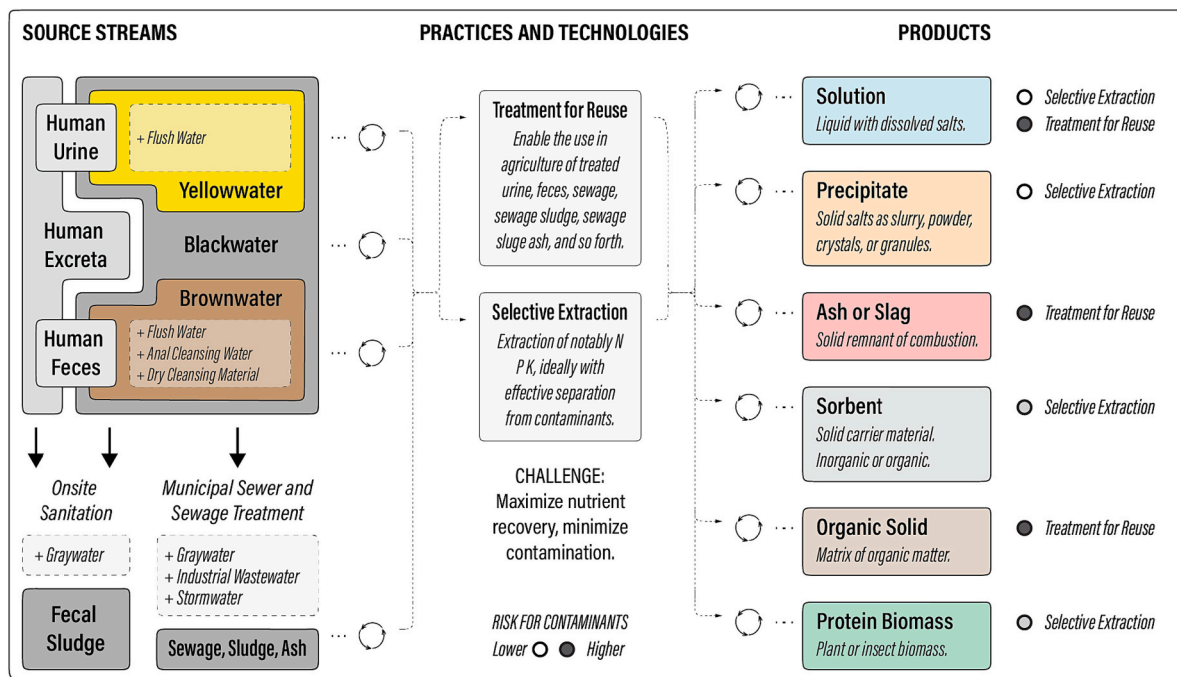 SOURCE STREAMS
PRACTICES AND TECHNOLOGIES
PRODUCTS
Human
Urine
+ Flush Water
Yellowwater
Human
Excreta
Blackwater
Brownwater
Human
Feces
+ Flush Water
+ Anal Cleansing Water
+ Dry Cleansing Material
Onsite
Sanitation
+ Graywater
Fecal
Sludge
Municipal Sewer and
Sewage Treatment
+ Graywater
+ Industrial Wastewater
+ Stormwater
Sewage, Sludge, Ash
...
...
...
...
Treatment for Reuse
Enable the use in
agriculture of treated
urine, feces, sewage,
sewage sludge, sewage
sluge ash, and so forth.
Selective Extraction
Extraction of notably N
P K, ideally with
effective separation
from contaminants.
CHALLENGE:
Maximize nutrient
recovery, minimize
contamination.
RISK FOR CONTAMINANTS
Lower Higher
...
Solution
Liquid with dissolved salts.
Selective Extraction
Treatment for Reuse
...
Precipitate
Solid salts as slurry, powder,
crystals, or granules.
Selective Extraction
...
Ash or Slag
Solid remnant of combustion.
Treatment for Reuse
...
Sorbent
Solid carrier material.
Inorganic or organic.
Selective Extraction
...
Organic Solid
Matrix of organic matter.
Treatment for Reuse
...
Protein Biomass
Plant or insect biomass.
Selective Extraction